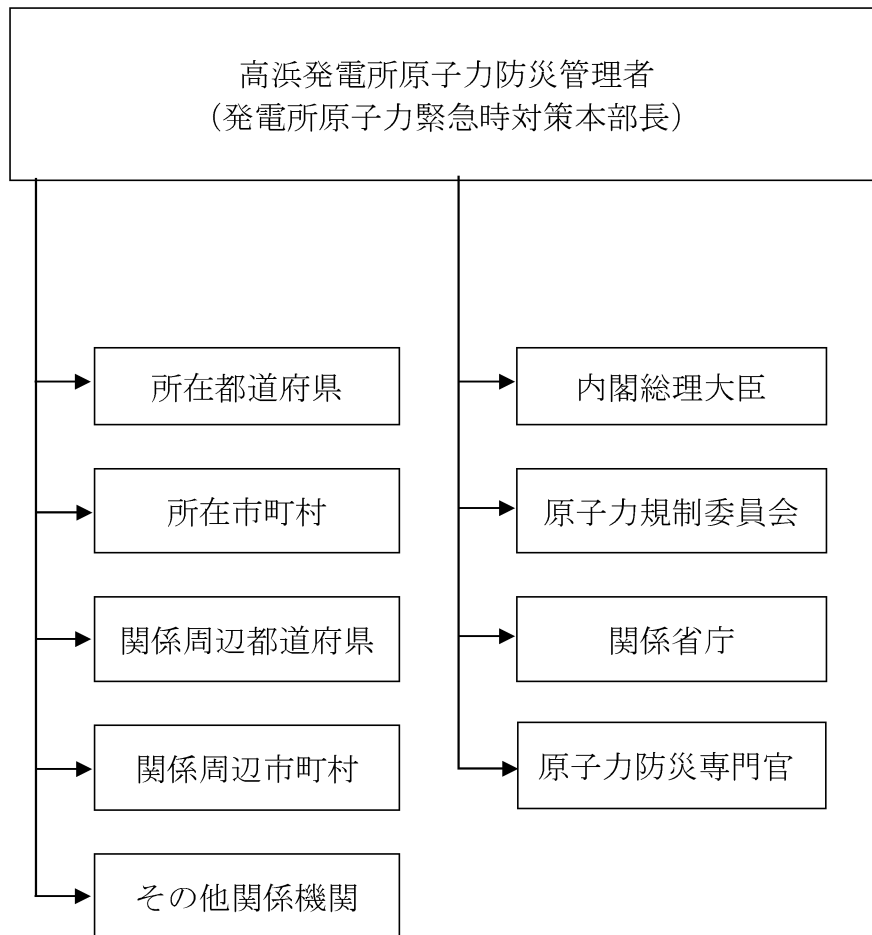 高浜発電所原子力防災管理者
（発電所原子力緊急時対策本部長）
所在都道府県
所在市町村
関係周辺都道府県
関係周辺市町村
その他関係機関
内閣総理大臣
原子力規制委員会
関係省庁
原子力防災専門官